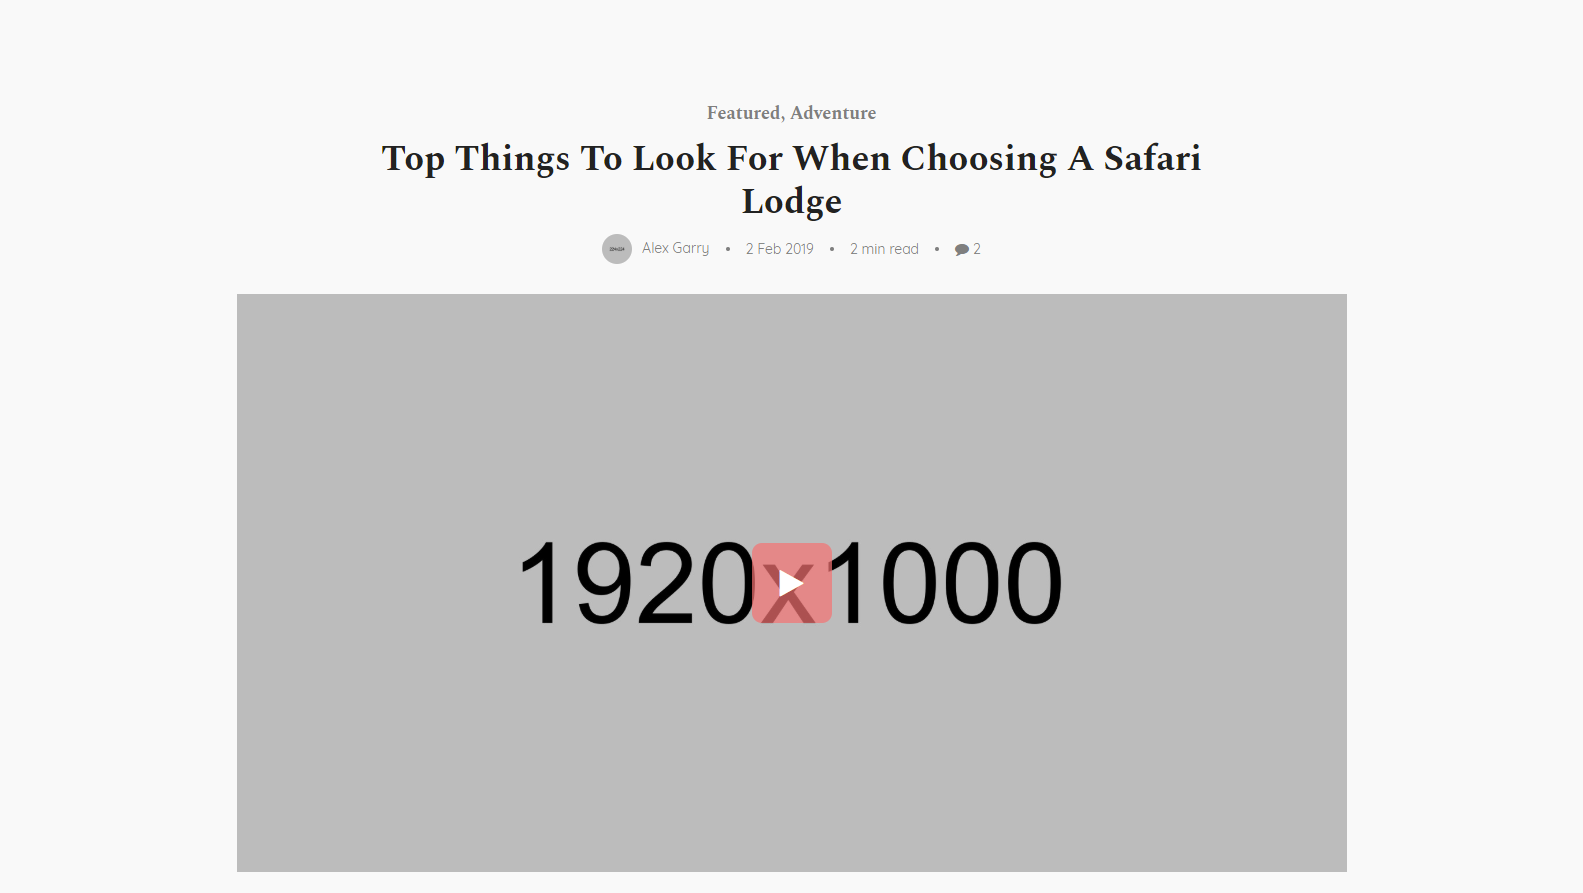 Featured, Adventure
Top Things To Look For When Choosing A Safari
Lodge
Alex Garry • 2 Feb 2019 • 2 min read • 2
1920x1000